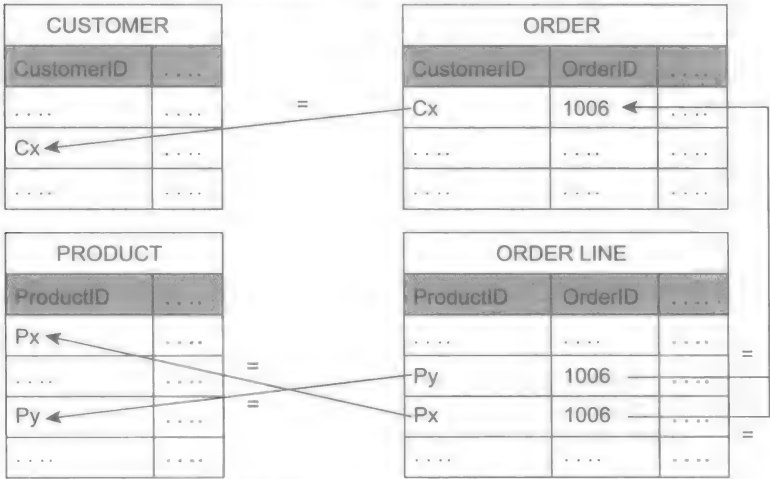 CUSTOMER
CustomerID ....
.... ....
Cx ....
.... ....
=
ORDER
CustomerID OrderID ....
Cx 1006 ....
.... .... ....
.... .... ....
PRODUCT
ProductID ....
Px ....
.... ....
Py ....
.... ....
=
=
ORDER LINE
ProductID OrderID ....
.... .... ....
Py 1006 ....
Px 1006 ....
.... .... ....
=
=